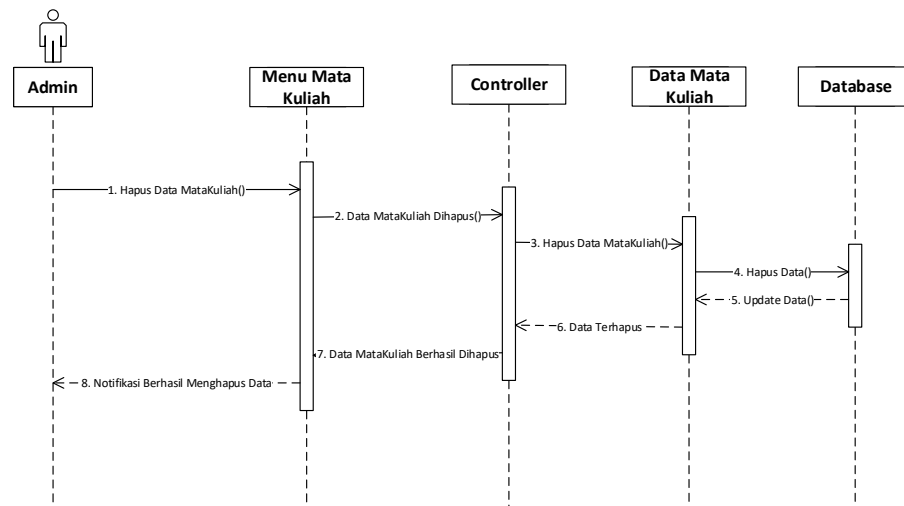 Admin
Menu Mata
Kuliah
Controller
Data Mata
Kuliah
Database
1. Hapus Data MataKuliah()
2. Data MataKuliah Dihapus()
3. Hapus Data MataKuliah()
4. Hapus Data()
5. Update Data()
6. Data Terhapus
7. Data MataKuliah Berhasil Dihapus
8. Notifikasi Berhasil Menghapus Data